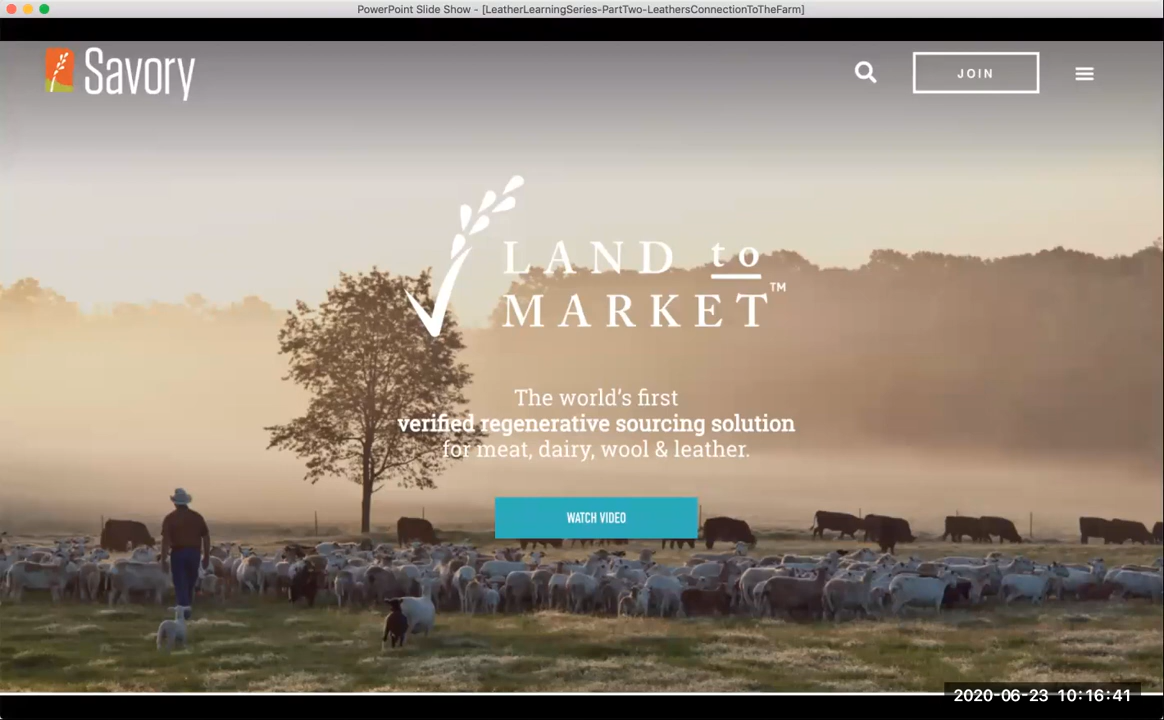 PowerPoint Slide Show - [LeatherLearningSeries-PartTwo-LeathersConnectionToTheFarm]
Savory
JOIN
LAND to
MARKET™
The world's first
verified regenerative sourcing solution
for meat, dairy, wool & leather.
WATCH VIDEO
2020-06-23 10:16:41